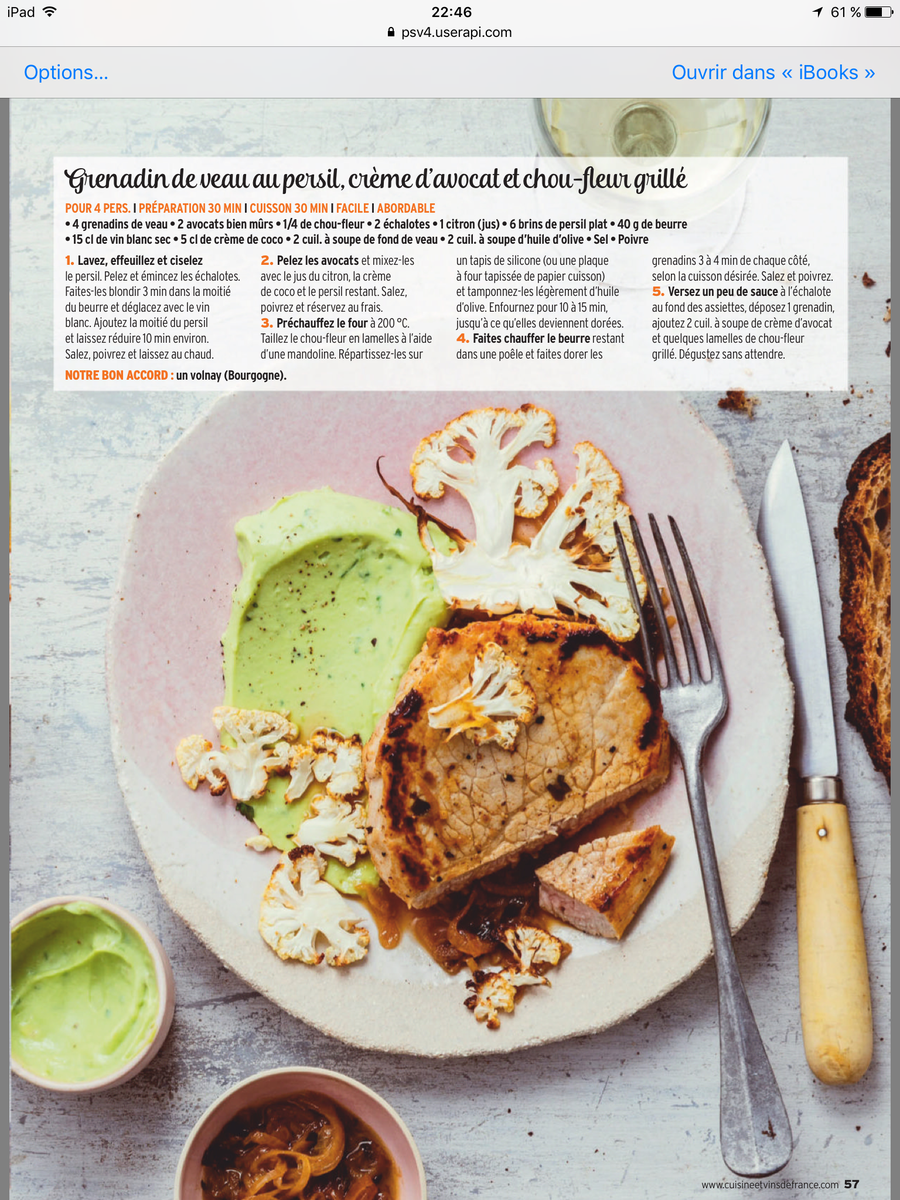 iPad 22:46 61 %
psv4.userapi.com
Options... Ouvrir dans « iBooks »
Grenadin de veau au persil, crème d'avocat et chou-fleur grillé
POUR 4 PERS. I PRÉPARATION 30 MIN I CUISSON 30 MIN I FACILE I ABORDABLE
• 4 grenadins de veau • 2 avocats bien mûrs • 1/4 de chou-fleur • 2 échalotes • 1 citron (jus) • 6 brins de persil plat • 40 g de beurre
• 15 cl de vin blanc sec • 5 cl de crème de coco • 2 cuil. à soupe de fond de veau • 2 cuil. à soupe d'huile d'olive • Sel • Poivre
1. Lavez, effeuillez et ciselez
le persil. Pelez et émincez les échalotes.
Faites-les blondir 3 min dans la moitié
du beurre et déglacez avec le vin
blanc. Ajoutez la moitié du persil
et laissez réduire 10 min environ.
Salez, poivrez et laissez au chaud.
2. Pelez les avocats et mixez-les
avec le jus du citron, la crème
de coco et le persil restant. Salez,
poivrez et réservez au frais.
3. Préchauffez le four à 200 °C.
Taillez le chou-fleur en lamelles à l'aide
d'une mandoline. Répartissez-les sur
un tapis de silicone (ou une plaque
à four tapissée de papier cuisson)
et tamponnez-les légèrement d'huile
d'olive. Enfournez pour 10 à 15 min,
jusqu'à ce qu'elles deviennent dorées.
4. Faites chauffer le beurre restant
dans une poêle et faites dorer les
grenadins 3 à 4 min de chaque côté,
selon la cuisson désirée. Salez et poivrez.
5. Versez un peu de sauce à l'échalote
au fond des assiettes, déposez 1 grenadin,
ajoutez 2 cuil. à soupe de crème d'avocat
et quelques lamelles de chou-fleur
grillé. Dégustez sans attendre.
NOTRE BON ACCORD : un volnay (Bourgogne).
www.cuisineetvinsdefrance.com 57